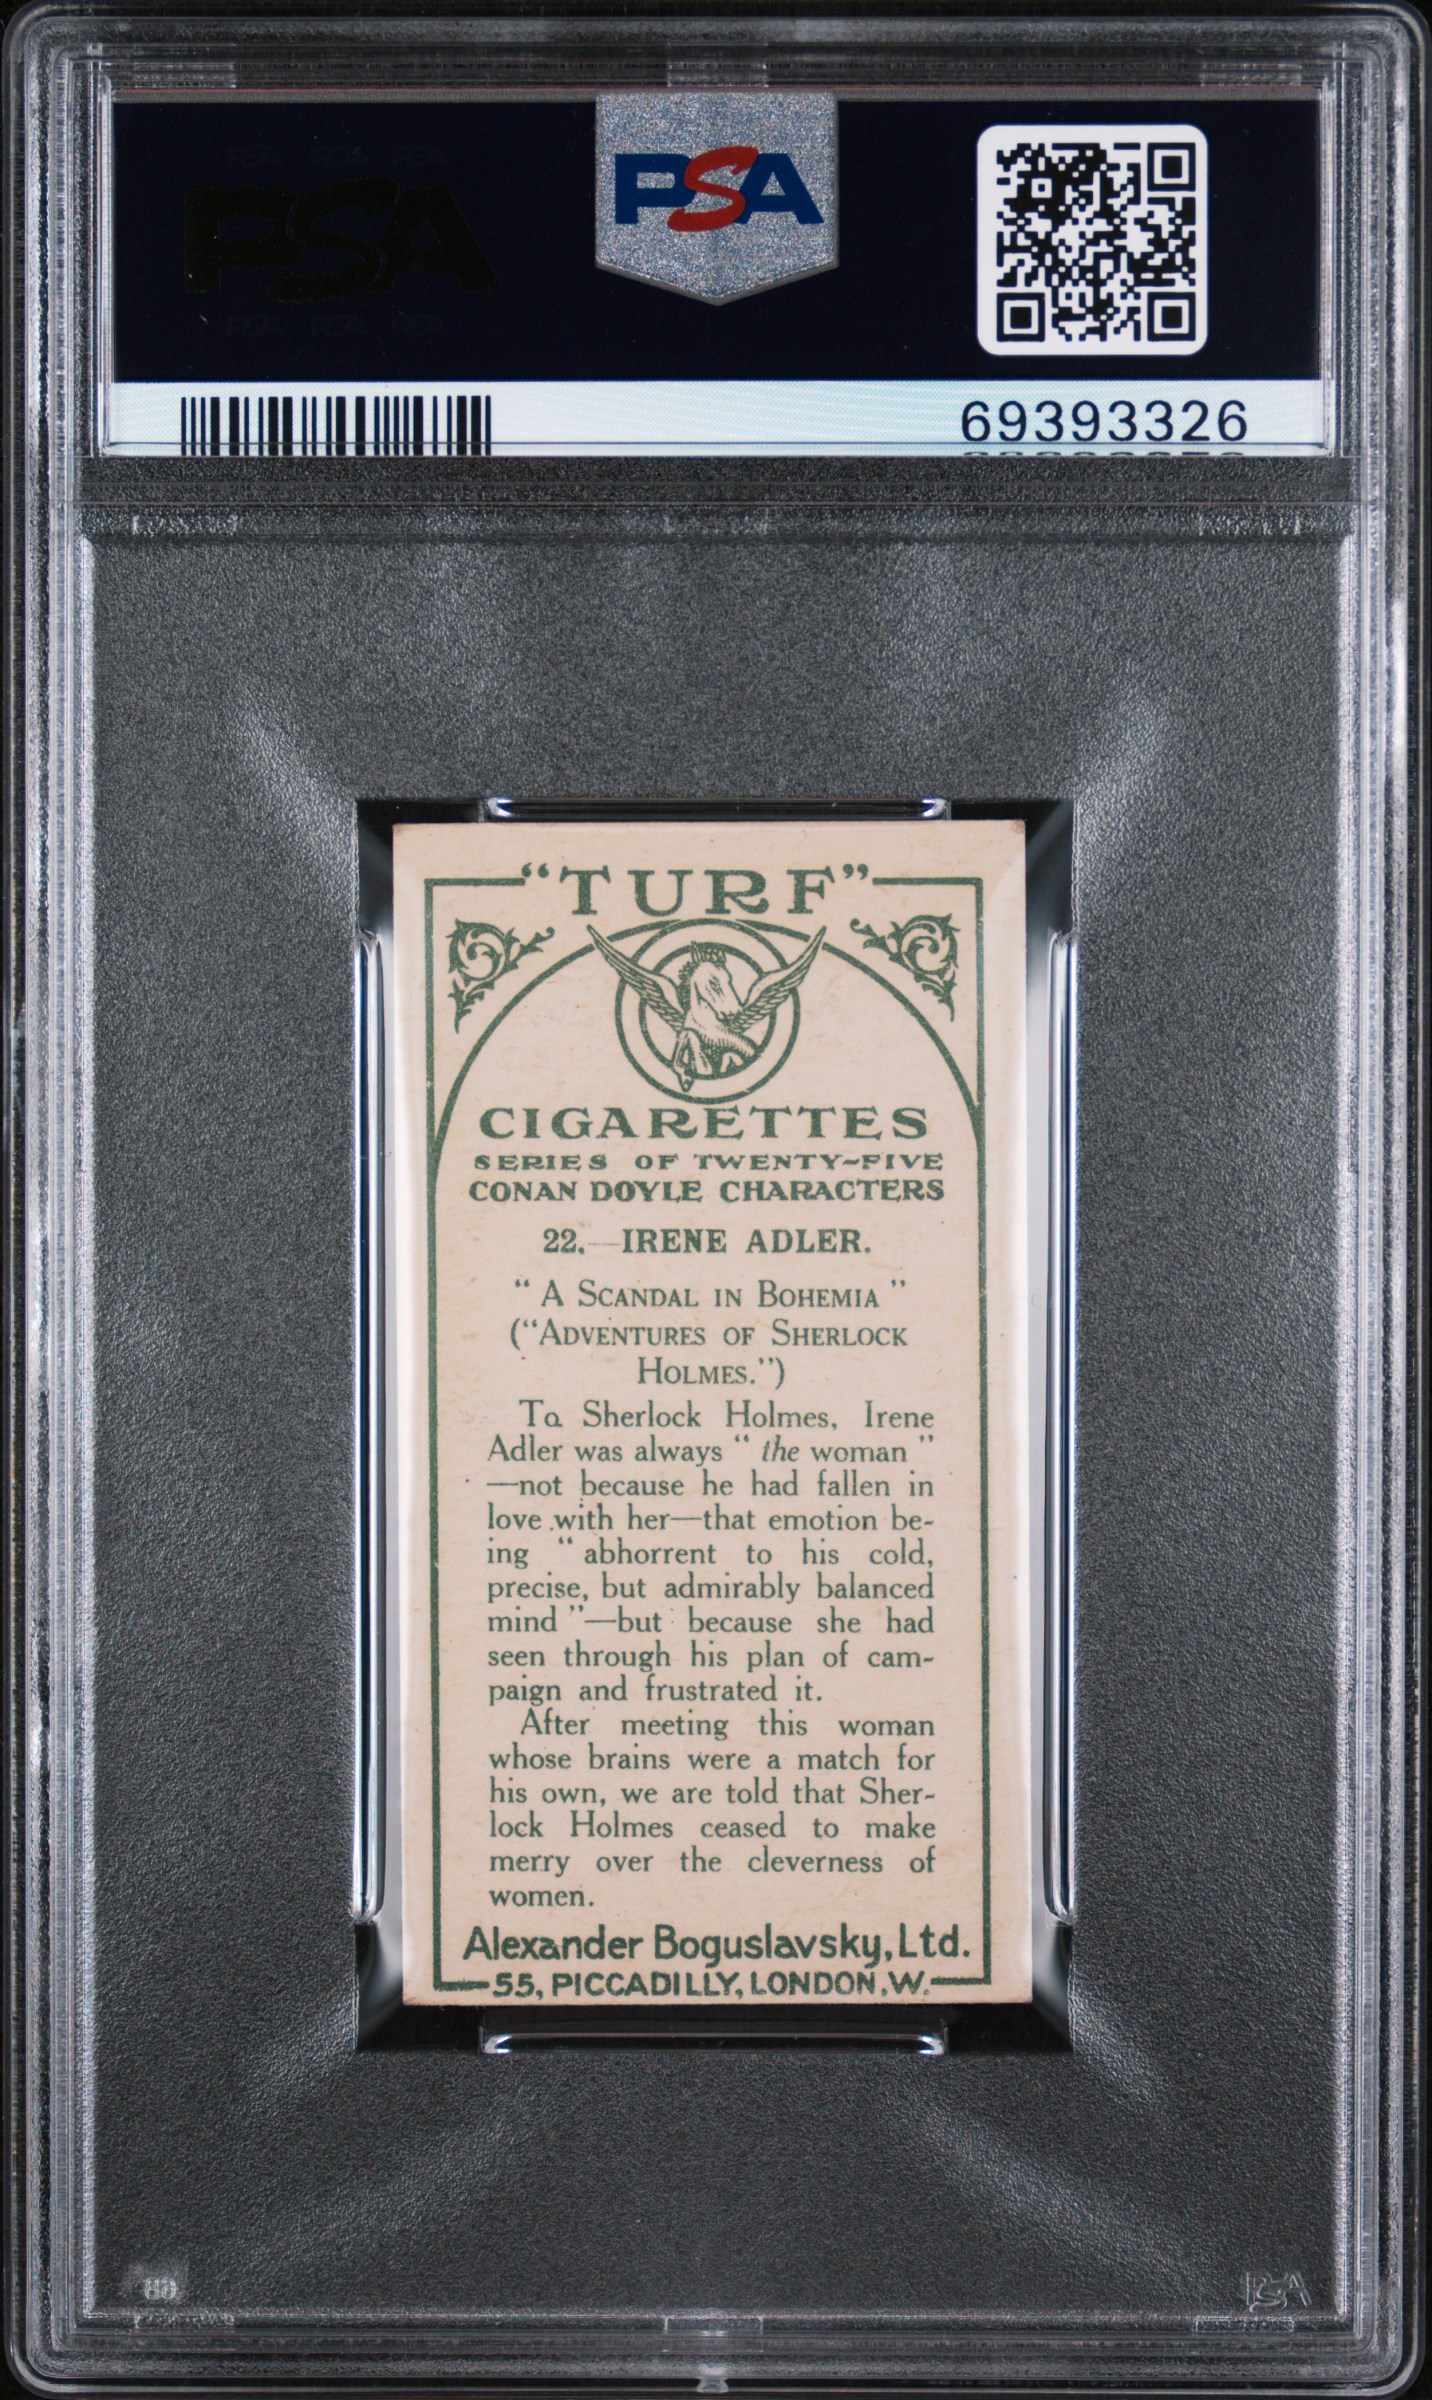 PSA
PSA
69393326
"TURF"
CIGARETTES
SERIES OF TWENTY-FIVE
CONAN DOYLE CHARACTERS
22.—IRENE ADLER.
"A SCANDAL IN BOHEMIA"
("ADVENTURES OF SHERLOCK
HOLMES.")
To Sherlock Holmes, Irene
Adler was always "the woman"
—not because he had fallen in
love with her—that emotion be-
ing "abhorrent to his cold,
precise, but admirably balanced
mind"—but because she had
seen through his plan of cam-
paign and frustrated it.
After meeting this woman
whose brains were a match for
his own, we are told that Sher-
lock Holmes ceased to make
merry over the cleverness of
women.
Alexander Boguslavsky, Ltd.
55, PICCADILLY, LONDON, W.
PSA